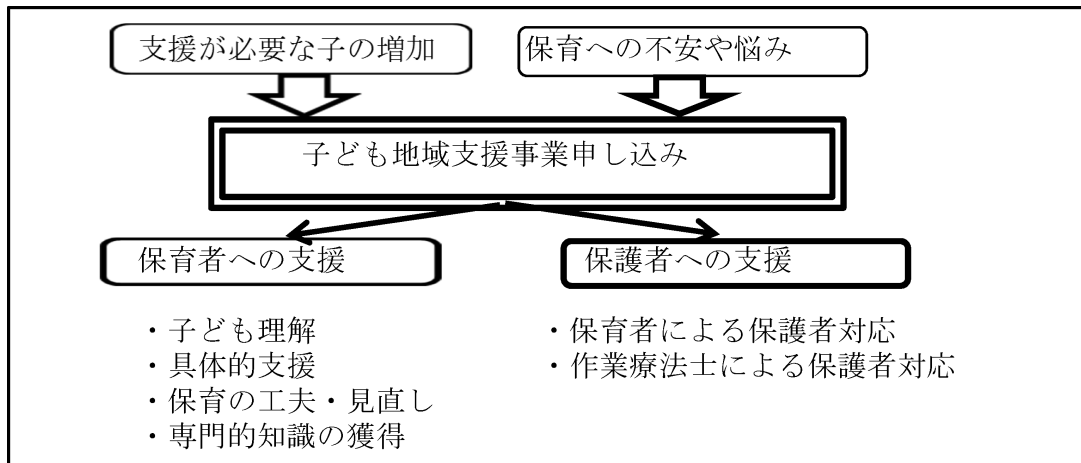 支援が必要な子の増加
保育への不安や悩み
子ども地域支援事業申し込み
保育者への支援
保護者への支援
・子ども理解
・具体的支援
・保育の工夫・見直し
・専門的知識の獲得
・保育者による保護者対応
・作業療法士による保護者対応